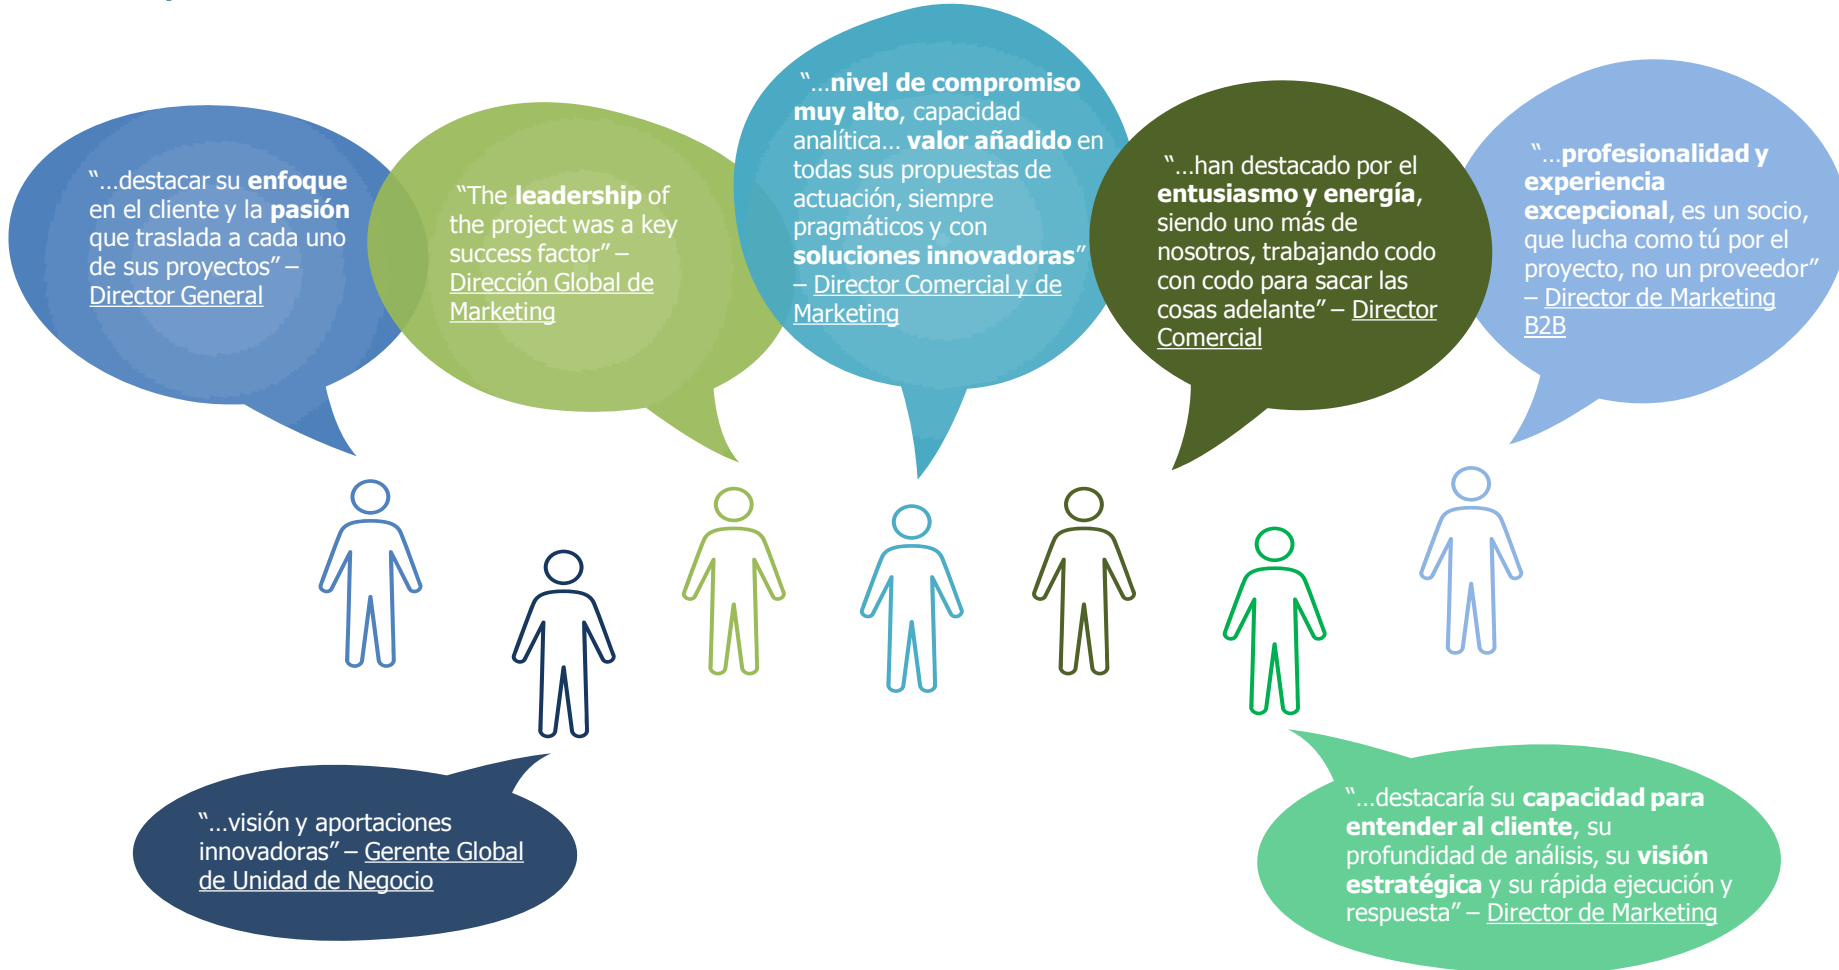 “...destacar su enfoque
en el cliente y la pasión
que traslada a cada uno
de sus proyectos” –
Director General
“The leadership of
the project was a key
success factor” –
Dirección Global de
Marketing
“...nivel de compromiso
muy alto, capacidad
analítica... valor añadido en
todas sus propuestas de
actuación, siempre
pragmáticos y con
soluciones innovadoras”
– Director Comercial y de
Marketing
“...han destacado por el
entusiasmo y energía,
siendo uno más de
nosotros, trabajando codo
con codo para sacar las
cosas adelante” – Director
Comercial
“...profesionalidad y
experiencia
excepcional, es un socio,
que lucha como tú por el
proyecto, no un proveedor”
– Director de Marketing
B2B
“...visión y aportaciones
innovadoras” – Gerente Global
de Unidad de Negocio
“...destacaría su capacidad para
entender al cliente, su
profundidad de análisis, su visión
estratégica y su rápida ejecución y
respuesta” – Director de Marketing